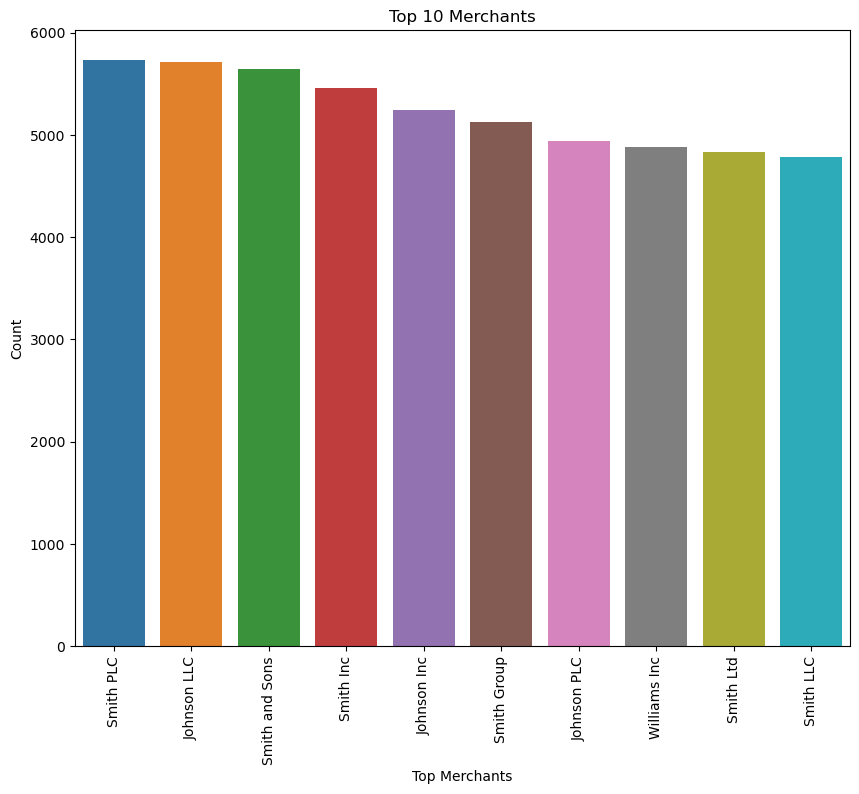 Top 10 Merchants
6000
5000
4000
3000
2000
1000
0
Count
Smith PLC
Johnson LLC
Smith and Sons
Smith Inc
Johnson Inc
Smith Group
Johnson PLC
Williams Inc
Smith Ltd
Smith LLC
Top Merchants